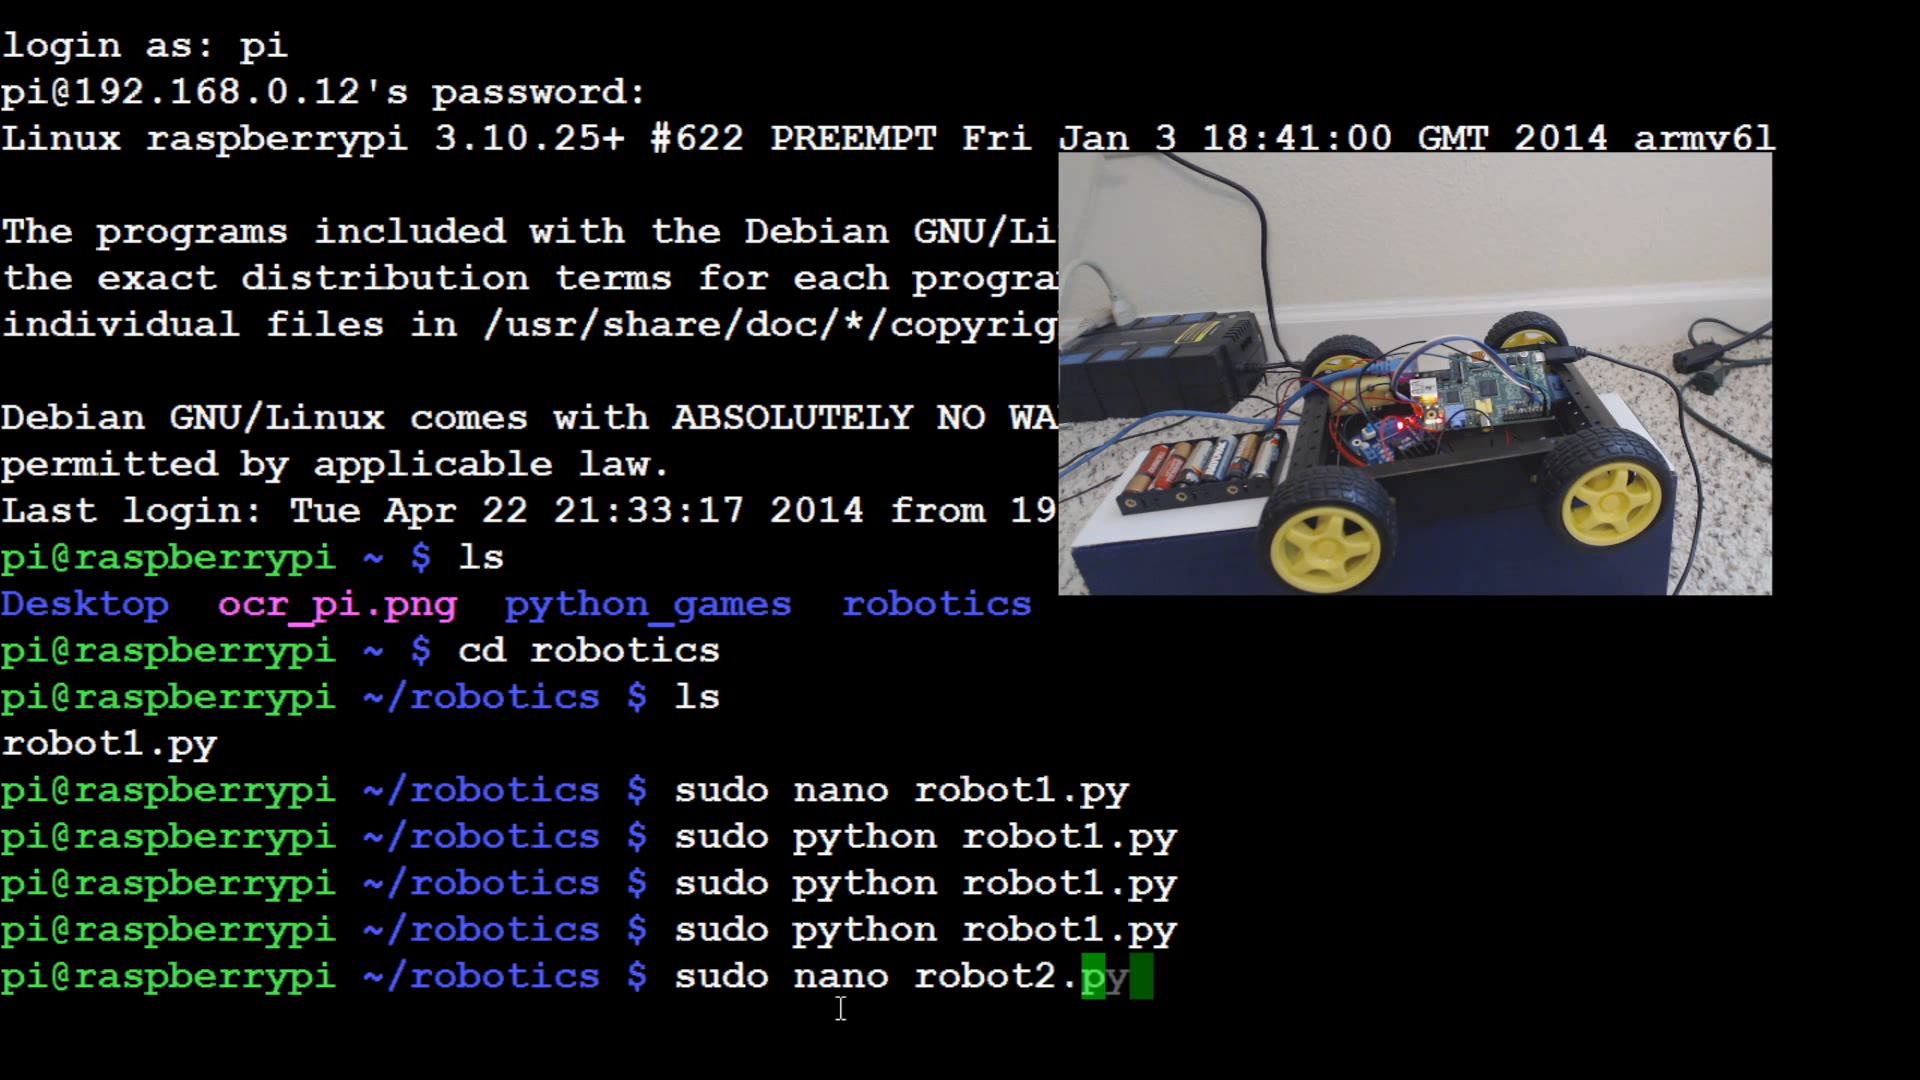 login as: pi
pi@192.168.0.12's password:
Linux raspberrypi 3.10.25+ #622 PREEMPT Fri Jan 3 18:41:00 GMT 2014 armv6l
The programs included with the Debian GNU/Li
the exact distribution terms for each progra
individual files in /usr/share/doc/*/copyrig
Debian GNU/Linux comes with ABSOLUTELY NO WA
permitted by applicable law.
Last login: Tue Apr 22 21:33:17 2014 from 19
pi@raspberrypi ~ $ ls
Desktop ocr_pi.png python_games robotics
pi@raspberrypi ~ $ cd robotics
pi@raspberrypi ~/robotics $ ls
robot1.py
pi@raspberrypi ~/robotics $ sudo nano robot1.py
pi@raspberrypi ~/robotics $ sudo python robot1.py
pi@raspberrypi ~/robotics $ sudo python robot1.py
pi@raspberrypi ~/robotics $ sudo python robot1.py
pi@raspberrypi ~/robotics $ sudo nano robot2.py